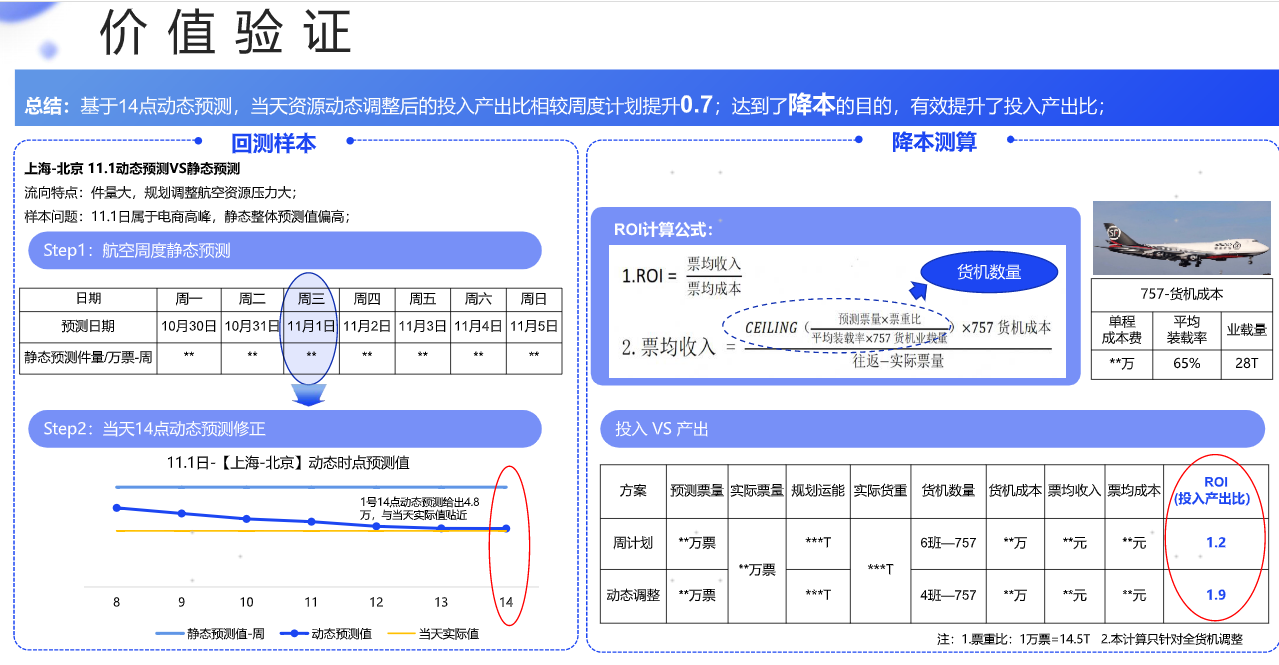 价值验证
总结：基于14点动态预测，当天资源动态调整后的投入产出比相较周度计划提升0.7；达到了降本的目的，有效提升了投入产出比；
回测样本
上海-北京 11.1动态预测VS静态预测
流向特点：件量大，规划调整航空资源压力大；
样本问题：11.1日属于电商高峰，静态整体预测值偏高；
Step1：航空周度静态预测
日期 周一 周二 周三 周四 周五 周六 周日
预测日期 10月30日 10月31日 11月1日 11月2日 11月3日 11月4日 11月5日
静态预测件量/万票-周 ** ** ** ** ** ** **
Step2：当天14点动态预测修正
11.1日-【上海-北京】动态时点预测值
1号14点动态预测给出4.8
万，与当天实际值贴近
8 9 10 11 12 13 14
静态预测值-周 动态预测值 当天实际值
降本测算
ROI计算公式：
1.ROI = 票均收入
票均成本
货机数量
2. 票均收入 = CEILING（预测票量×票重比
平均装载率×757 货机业载量）×757 货机成本
往返−实际票量
SF
757-货机成本
单程
成本费 平均
装载率 业载量
**万 65% 28T
投入 VS 产出
方案 预测票量 实际票量 规划运能 实际货重 货机数量 货机成本 票均收入 票均成本 ROI
(投入产出比)
周计划 **万票 ***T 6班—757 **万 **元 **元 1.2
**万票 ***T
动态调整 **万票 ***T 4班—757 **万 **元 **元 1.9
注：1.票重比：1万票=14.5T 2.本计算只针对全货机调整